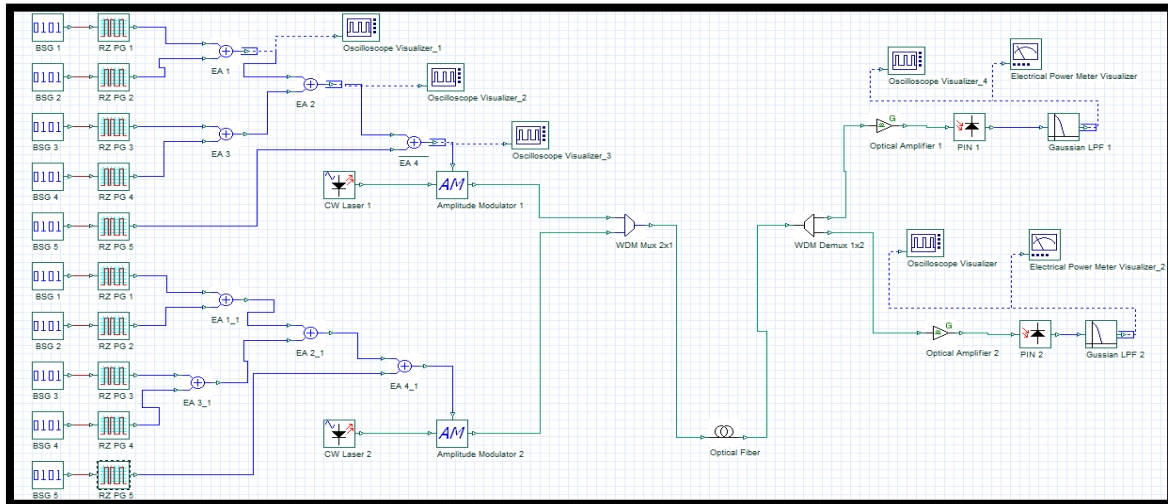 0101
BSG 1
RZ PG 1
EA 1
Oscilloscope Visualizer_1
0101
BSG 2
RZ PG 2
EA 2
Oscilloscope Visualizer_2
0101
BSG 3
RZ PG 3
EA 3
EA 4
Oscilloscope Visualizer_3
0101
BSG 4
RZ PG 4
CW Laser 1
AM
Amplitude Modulator 1
0101
BSG 5
RZ PG 5
WDM Mux 2x1
WDM Demux 1x2
Oscilloscope Visualizer_4
Electrical Power Meter Visualizer
G
Optical Amplifier 1
PIN 1
Gaussian LPF 1
0101
BSG 1
RZ PG 1
EA 1_1
0101
BSG 2
RZ PG 2
EA 2_1
0101
BSG 3
RZ PG 3
EA 3_1
EA 4_1
0101
BSG 4
RZ PG 4
CW Laser 2
AM
Amplitude Modulator 2
0101
BSG 5
RZ PG 5
Optical Fiber
Oscilloscope Visualizer
Electrical Power Meter Visualizer_2
G
Optical Amplifier 2
PIN 2
Gussian LPF 2